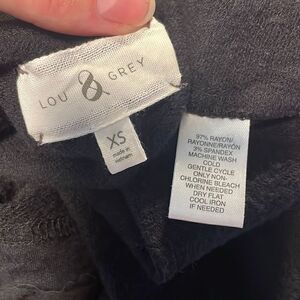 LOU & GREY
XS
made in
vietnam
97% RAYON/
RAYONNE/RAYÓN
3% SPANDEX
MACHINE WASH
COLD
GENTLE CYCLE
ONLY NON-
CHLORINE BLEACH
WHEN NEEDED
DRY FLAT
COOL IRON
IF NEEDED